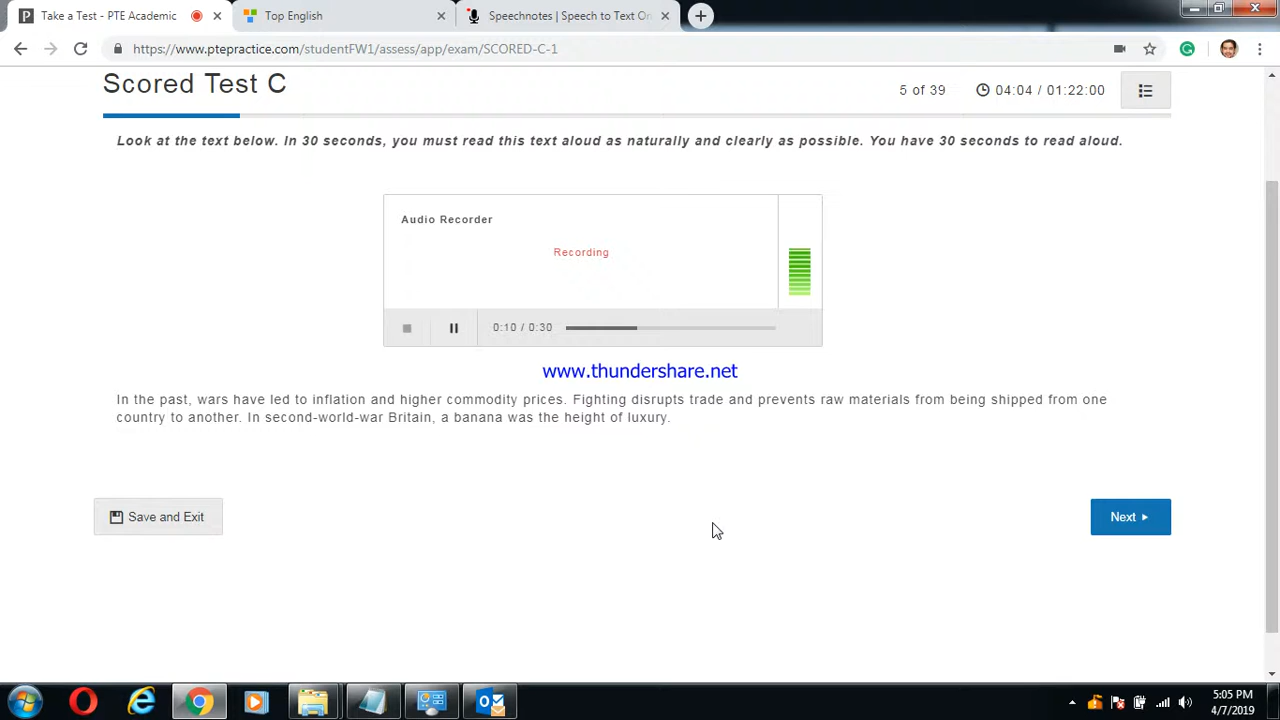 Take a Test - PTE Academic
Top English
Speechnotes | Speech to Text On
https://www.ptepractice.com/studentFW1/assess/app/exam/SCORED-C-1
Scored Test C
5 of 39
04:04 / 01:22:00
Look at the text below. In 30 seconds, you must read this text aloud as naturally and clearly as possible. You have 30 seconds to read aloud.
Audio Recorder
Recording
0:10 / 0:30
www.thundershare.net
In the past, wars have led to inflation and higher commodity prices. Fighting disrupts trade and prevents raw materials from being shipped from one
country to another. In second-world-war Britain, a banana was the height of luxury.
Save and Exit
Next
5:05 PM
4/7/2019